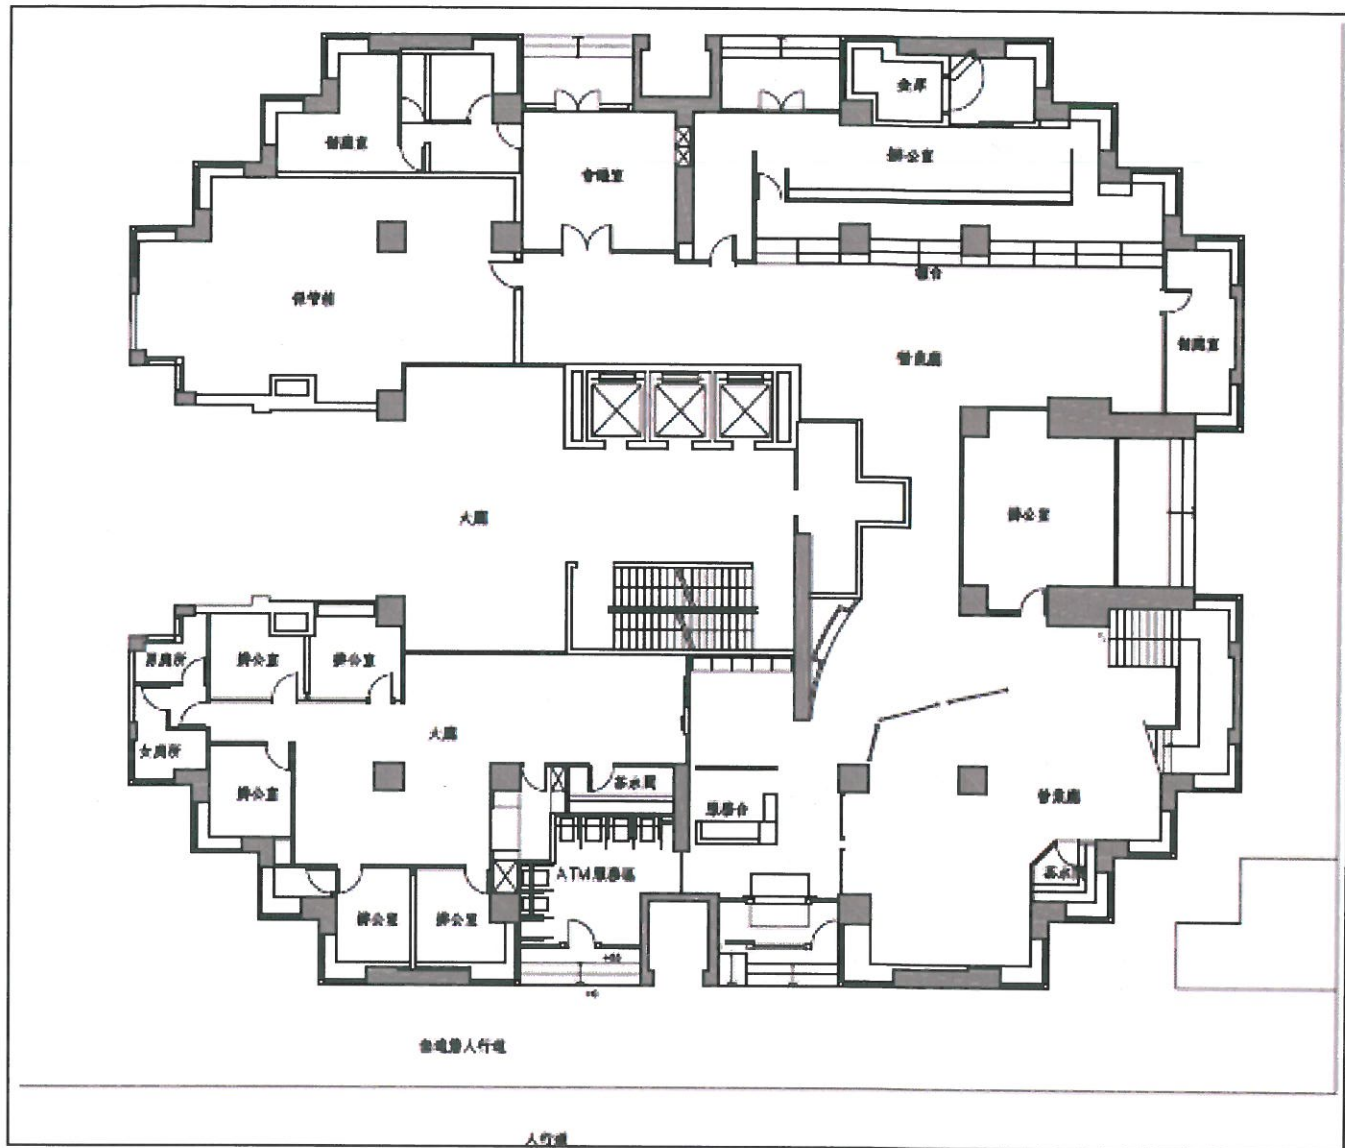 金庫
儲藏室
辦公室
會議室
櫃台
保管箱
營業廳
儲藏室
大廳
辦公室
男廁所
辦公室
辦公室
大廳
女廁所
茶水間
辦公室
服務台
營業廳
ATM服務區
茶水間
辦公室
辦公室
人行道